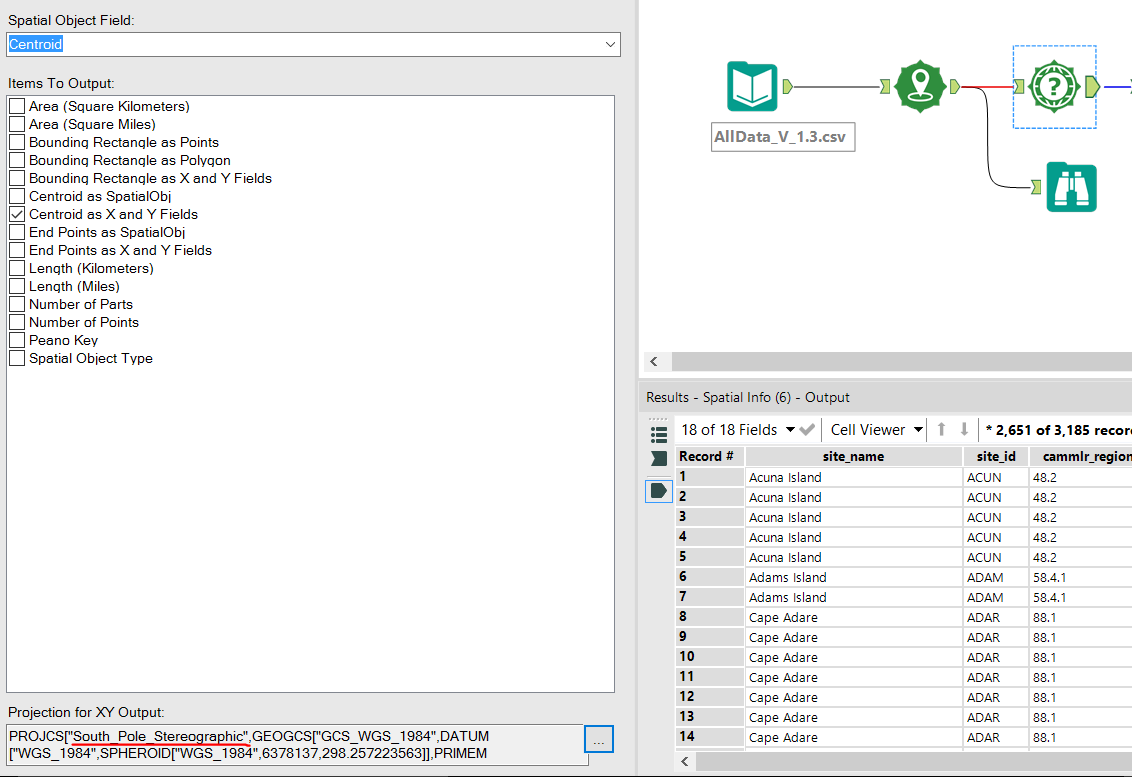 Spatial Object Field:
Centroid
Items To Output:
Area (Square Kilometers)
Area (Square Miles)
Bounding Rectangle as Points
Bounding Rectangle as Polygon
Bounding Rectangle as X and Y Fields
Centroid as SpatialObj
Centroid as X and Y Fields
End Points as SpatialObj
End Points as X and Y Fields
Length (Kilometers)
Length (Miles)
Number of Parts
Number of Points
Peano Key
Spatial Object Type
Projection for XY Output:
PROJCS["South_Pole_Stereographic",GEOGCS["GCS_WGS_1984",DATUM
["WGS_1984",SPHEROID["WGS_1984",6378137,298.257223563]],PRIMEM
...
AllData_V_1.3.csv
Results - Spatial Info (6) - Output
18 of 18 Fields Cell Viewer * 2,651 of 3,185 recor
Record # site_name site_id cammlr_region
1 Acuna Island ACUN 48.2
2 Acuna Island ACUN 48.2
3 Acuna Island ACUN 48.2
4 Acuna Island ACUN 48.2
5 Acuna Island ACUN 48.2
6 Adams Island ADAM 58.4.1
7 Adams Island ADAM 58.4.1
8 Cape Adare ADAR 88.1
9 Cape Adare ADAR 88.1
10 Cape Adare ADAR 88.1
11 Cape Adare ADAR 88.1
12 Cape Adare ADAR 88.1
13 Cape Adare ADAR 88.1
14 Cape Adare ADAR 88.1